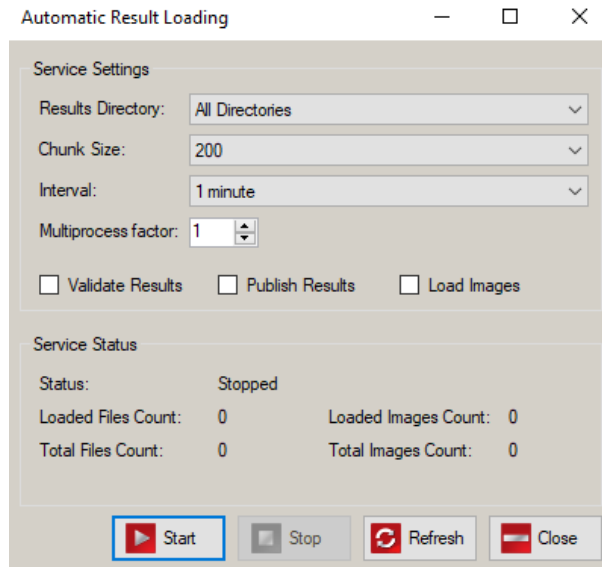 Automatic Result Loading
Service Settings
Results Directory: All Directories
Chunk Size: 200
Interval: 1 minute
Multiprocess factor: 1
Validate Results Publish Results Load Images
Service Status
Status: Stopped
Loaded Files Count: 0 Loaded Images Count: 0
Total Files Count: 0 Total Images Count: 0
Start Stop Refresh Close